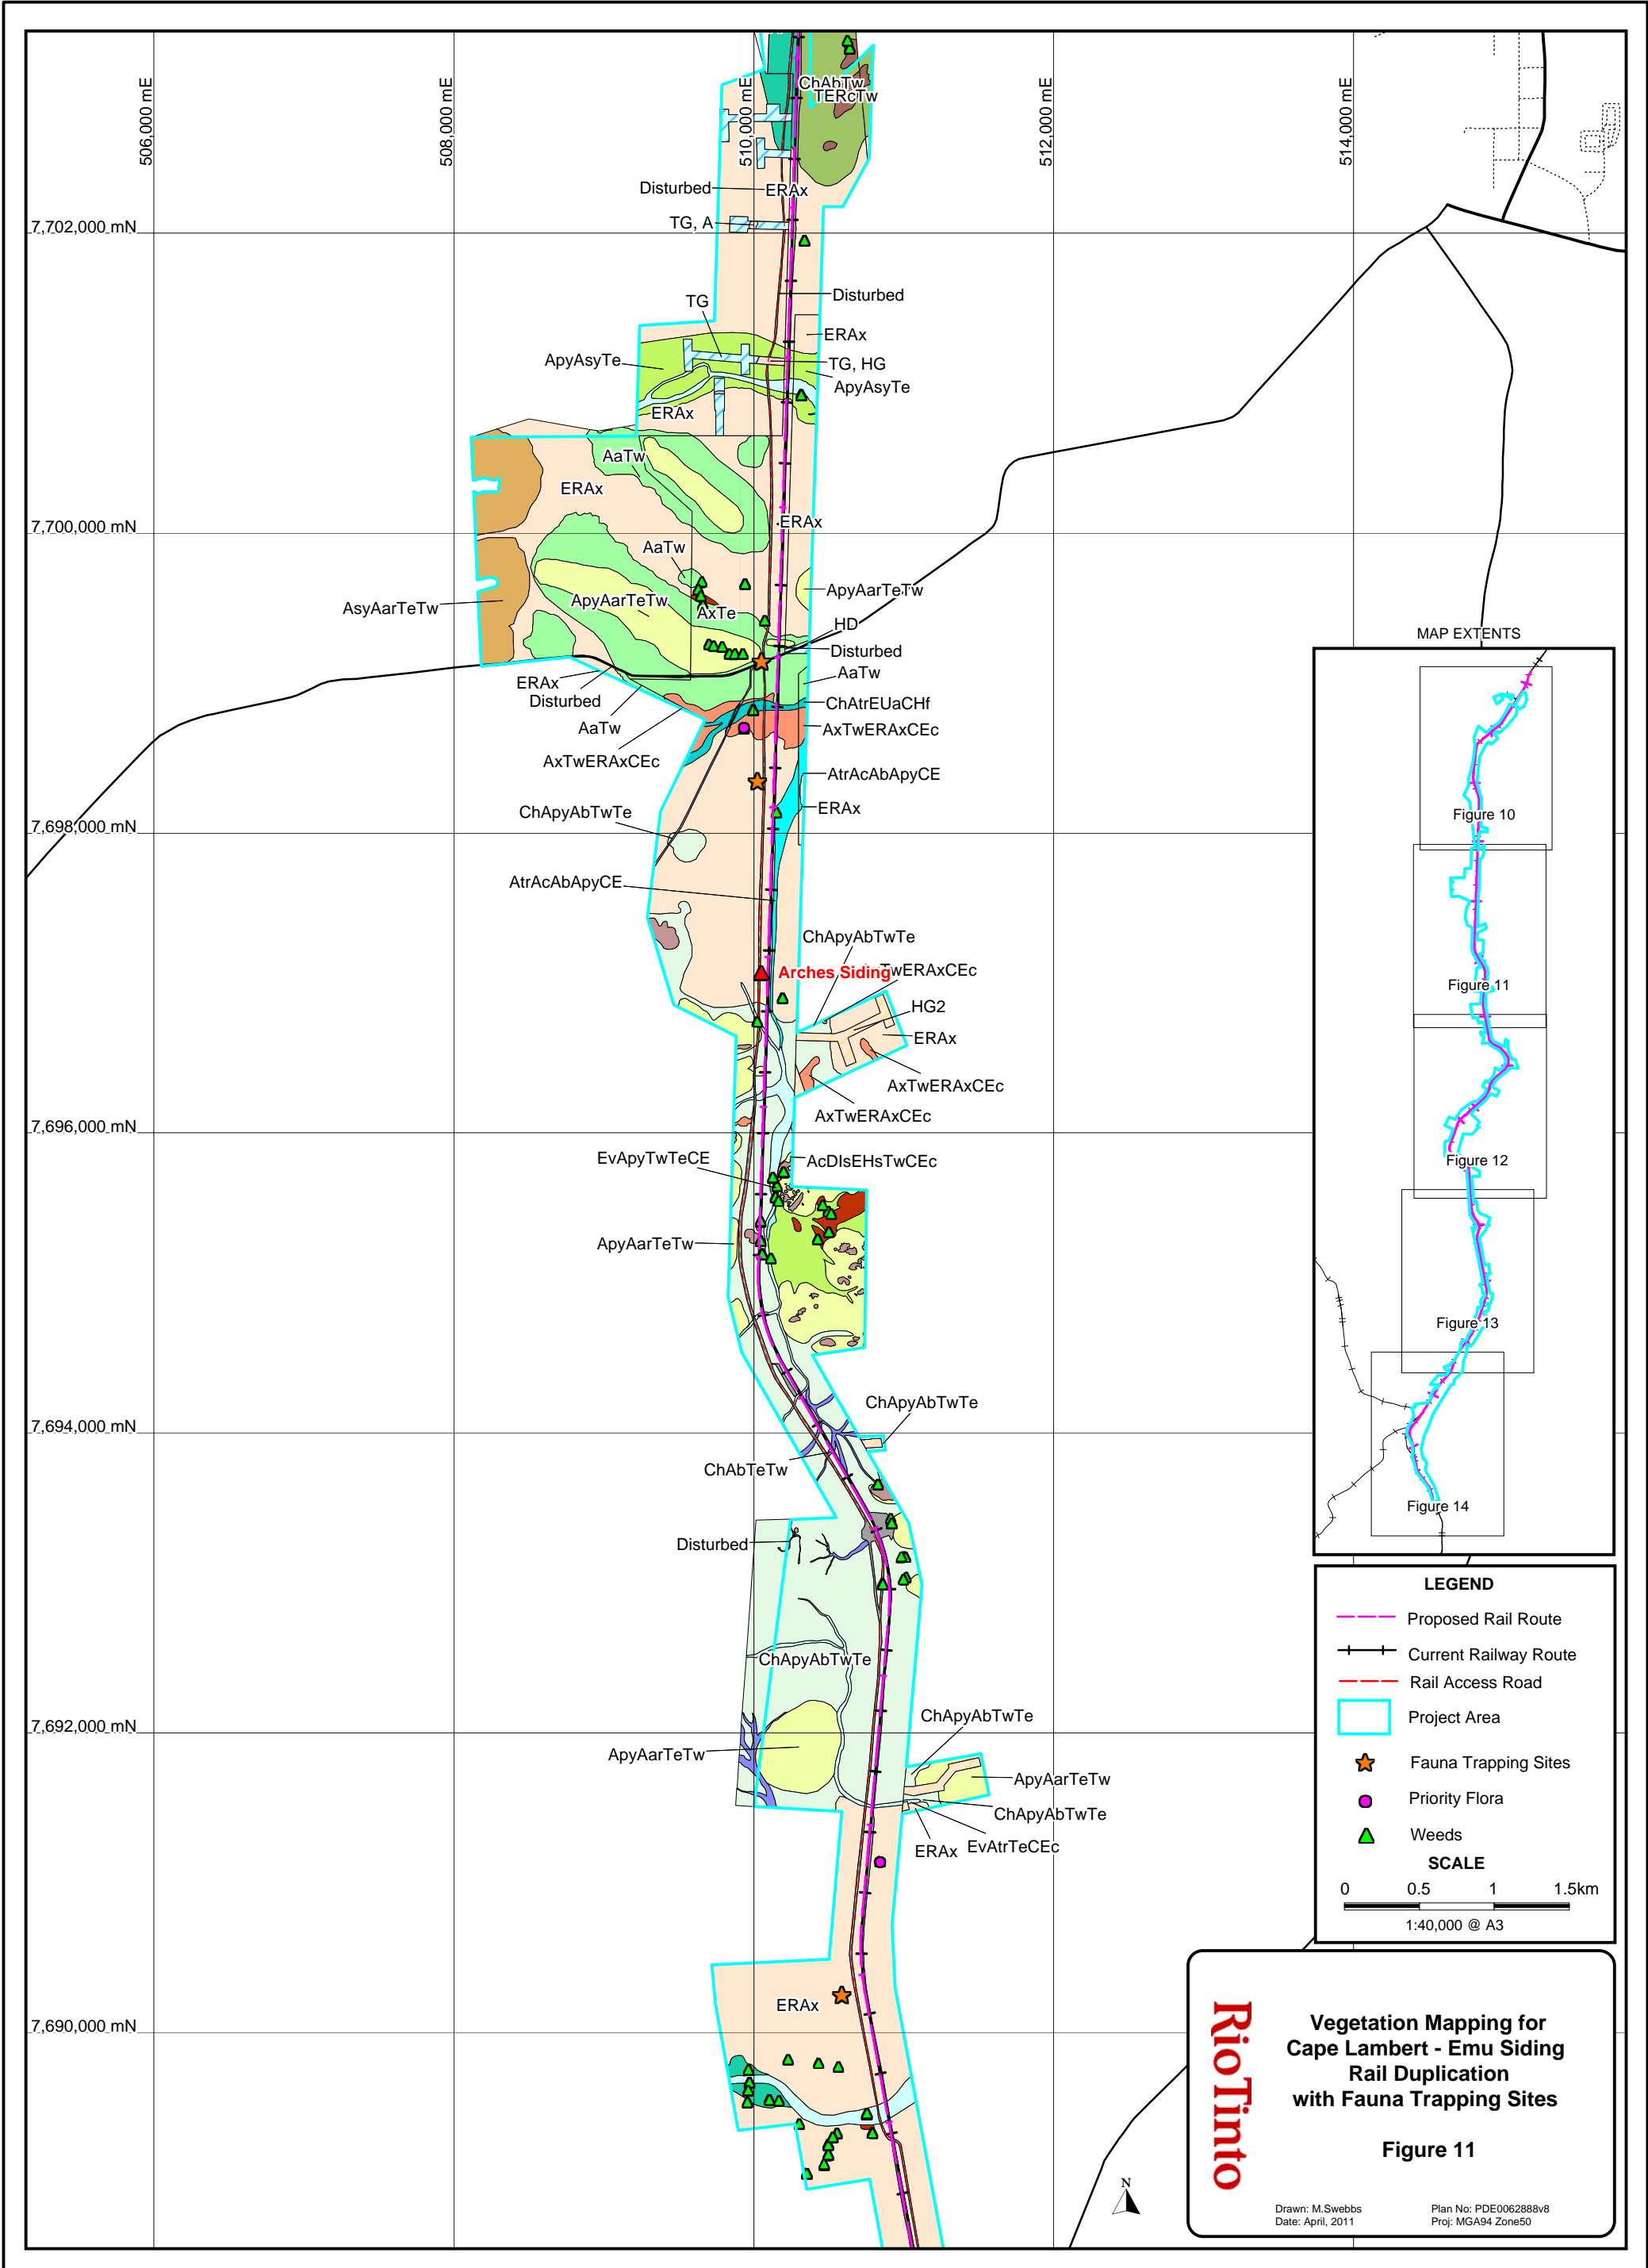 506,000 mE
508,000 mE
510,000 mE
512,000 mE
514,000 mE
ChAbTw
TERcTw
Disturbed
ERAx
TG, A
7,702,000 mN
TG
Disturbed
ERAx
ApyAsyTe
TG, HG
ApyAsyTe
ERAx
AaTw
ERAx
ERAx
7,700,000 mN
AaTw
ApyAarTeTw
AsyAarTeTw
ApyAarTeTw
AxTe
HD
Disturbed
MAP EXTENTS
AaTw
ERAx
Disturbed
ChAtrEUaCHf
AaTw
AxTwERAxCEc
AxTwERAxCEc
AtrAcAbApyCE
ChApyAbTwTe
ERAx
7,698,000 mN
Figure 10
AtrAcAbApyCE
ChApyAbTwTe
Arches Siding
TwERAxCEc
Figure 11
HG2
ERAx
AxTwERAxCEc
AxTwERAxCEc
7,696,000 mN
EvApyTwTeCE
AcDIsEHsTwCEc
Figure 12
ApyAarTeTw
Figure 13
ChApyAbTwTe
7,694,000 mN
ChAbTeTw
Figure 14
Disturbed
LEGEND
Proposed Rail Route
Current Railway Route
Rail Access Road
Project Area
Fauna Trapping Sites
Priority Flora
Weeds
SCALE
0 0.5 1 1.5km
1:40,000 @ A3
ChApyAbTwTe
ChApyAbTwTe
7,692,000 mN
ApyAarTeTw
ApyAarTeTw
ChApyAbTwTe
EvAtrTeCEc
ERAx
ERAx
7,690,000 mN
N
RioTinto
Vegetation Mapping for
Cape Lambert - Emu Siding
Rail Duplication
with Fauna Trapping Sites
Figure 11
Drawn: M.Swebbs
Date: April, 2011
Plan No: PDE0062888v8
Proj: MGA94 Zone50